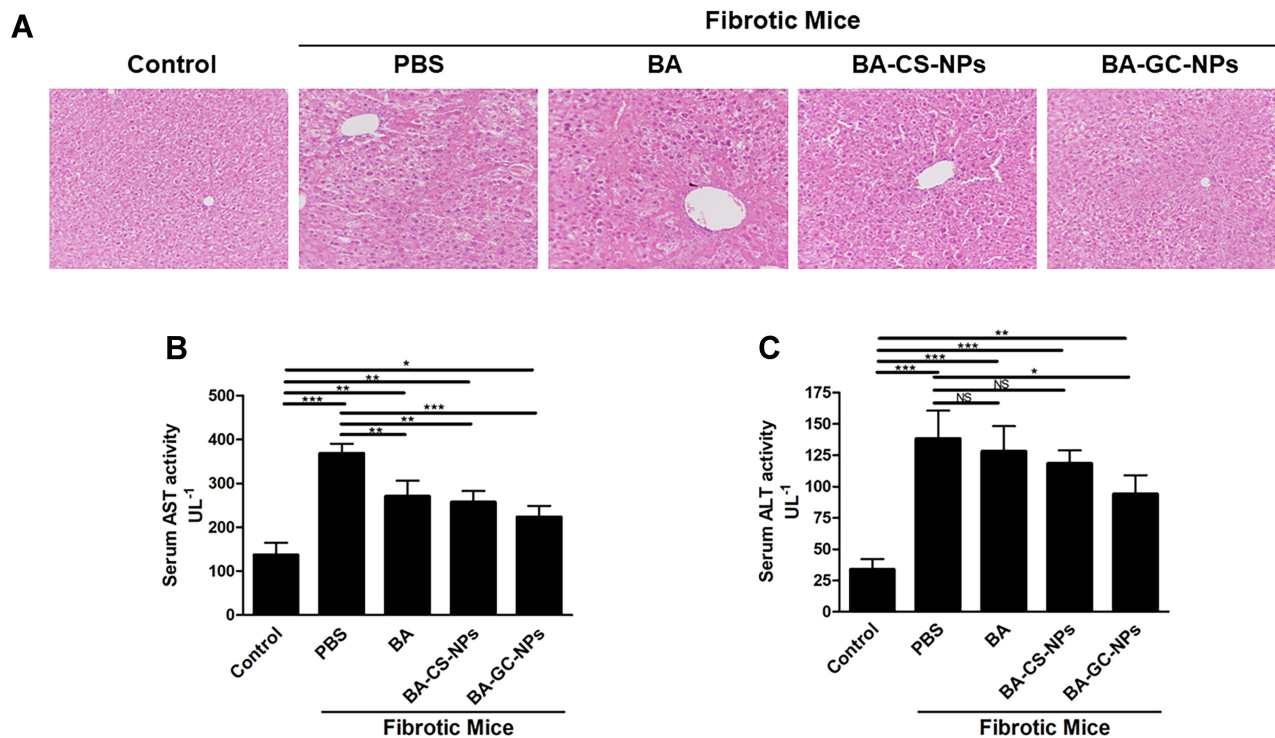 A
Fibrotic Mice
Control
PBS
BA
BA-CS-NPs
BA-GC-NPs
B
*
**
**
***
***
**
**
500
400
300
200
100
0
Serum AST activity
UL-1
Control
PBS
BA
BA-CS-NPs
BA-GC-NPs
Fibrotic Mice
C
**
***
***
***
*
NS
NS
175
150
125
100
75
50
25
0
Serum ALT activity
UL-1
Control
PBS
BA
BA-CS-NPs
BA-GC-NPs
Fibrotic Mice